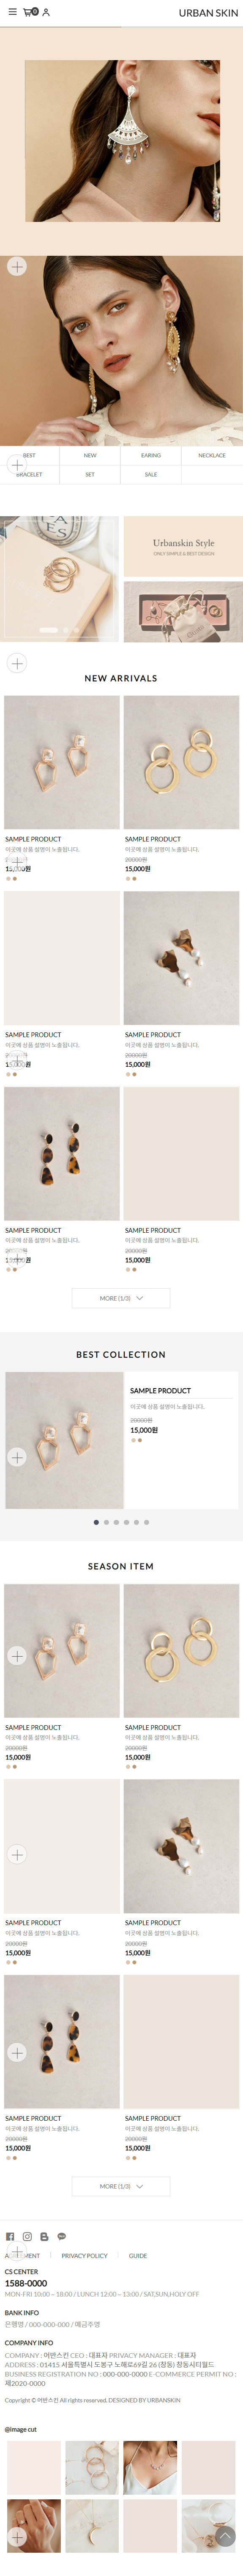 0
URBAN SKIN
BEST
NEW
EARING
NECKLACE
BRACELET
SET
SALE
Urbanskin Style
ONLY SIMPLE & BEST DESIGN
NEW ARRIVALS
SAMPLE PRODUCT
이곳에 상품 설명이 노출됩니다.
15,000원
SAMPLE PRODUCT
이곳에 상품 설명이 노출됩니다.
20000원
15,000원
SAMPLE PRODUCT
이곳에 상품 설명이 노출됩니다.
15,000원
SAMPLE PRODUCT
이곳에 상품 설명이 노출됩니다.
20000원
15,000원
SAMPLE PRODUCT
이곳에 상품 설명이 노출됩니다.
15,000원
SAMPLE PRODUCT
이곳에 상품 설명이 노출됩니다.
20000원
15,000원
MORE (1/3)
BEST COLLECTION
SAMPLE PRODUCT
이곳에 상품 설명이 노출됩니다.
20000원
15,000원
SEASON ITEM
SAMPLE PRODUCT
이곳에 상품 설명이 노출됩니다.
20000원
15,000원
SAMPLE PRODUCT
이곳에 상품 설명이 노출됩니다.
20000원
15,000원
SAMPLE PRODUCT
이곳에 상품 설명이 노출됩니다.
20000원
15,000원
SAMPLE PRODUCT
이곳에 상품 설명이 노출됩니다.
20000원
15,000원
SAMPLE PRODUCT
이곳에 상품 설명이 노출됩니다.
20000원
15,000원
SAMPLE PRODUCT
이곳에 상품 설명이 노출됩니다.
20000원
15,000원
MORE (1/3)
AGREEMENT
PRIVACY POLICY
GUIDE
CS CENTER
1588-0000
MON-FRI 10:00 ~ 18:00 / LUNCH 12:00 ~ 13:00 / SAT,SUN,HOLY OFF
BANK INFO
은행명 / 000-000-000 / 예금주명
COMPANY INFO
COMPANY : 어반스킨 CEO : 대표자 PRIVACY MANAGER : 대표자
ADDRESS : 01415 서울특별시 도봉구 노해로69길 26 (창동) 창동시티월드
BUSINESS REGISTRATION NO : 000-000-0000 E-COMMERCE PERMIT NO :
제2020-0000
Copyright © 어반스킨 All rights reserved. DESIGNED BY URBANSKIN
@Image cut